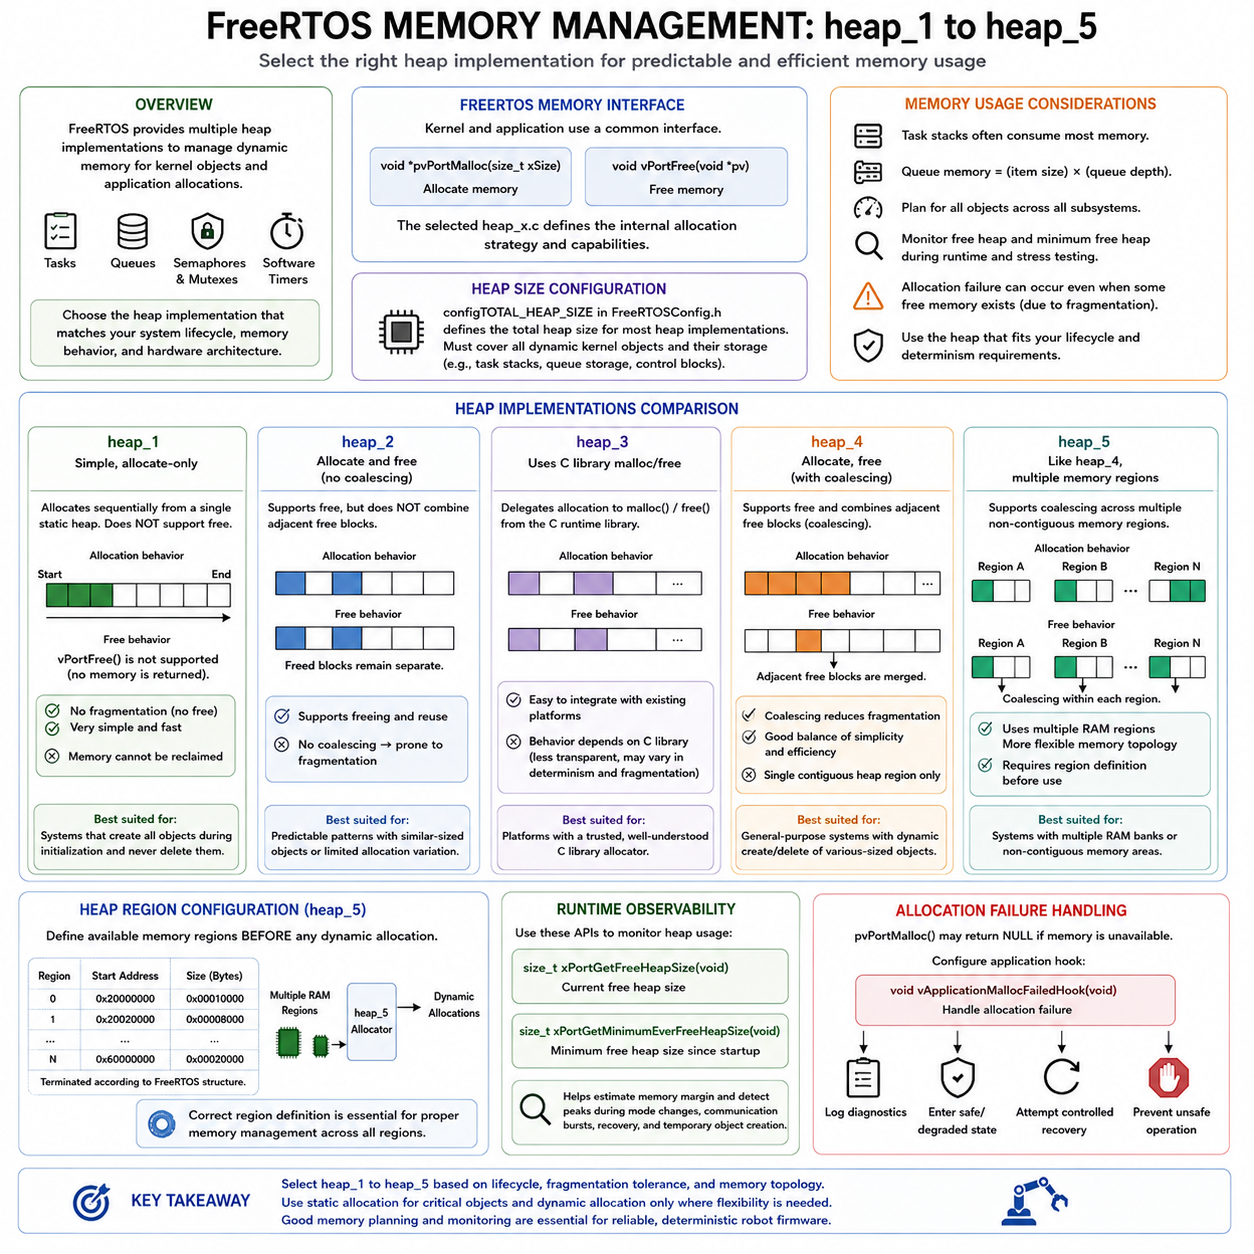 FreeRTOS MEMORY MANAGEMENT: heap_1 to heap_5
Select the right heap implementation for predictable and efficient memory usage
OVERVIEW
FreeRTOS provides multiple heap
implementations to manage dynamic
memory for kernel objects and
application allocations.
Tasks
Queues
Semaphores
& Mutexes
Software
Timers
Choose the heap implementation that
matches your system lifecycle, memory
behavior, and hardware architecture.
FREERTOS MEMORY INTERFACE
Kernel and application use a common interface.
void *pvPortMalloc(size_t xSize)
Allocate memory
void vPortFree(void *pv)
Free memory
The selected heap_x.c defines the internal allocation
strategy and capabilities.
HEAP SIZE CONFIGURATION
configTOTAL_HEAP_SIZE in FreeRTOSConfig.h
defines the total heap size for most heap implementations.
Must cover all dynamic kernel objects and their storage
(e.g., task stacks, queue storage, control blocks).
MEMORY USAGE CONSIDERATIONS
Task stacks often consume most memory.
Queue memory = (item size) × (queue depth).
Plan for all objects across all subsystems.
Monitor free heap and minimum free heap
during runtime and stress testing.
Allocation failure can occur even when some
free memory exists (due to fragmentation).
Use the heap that fits your lifecycle and
determinism requirements.
HEAP IMPLEMENTATIONS COMPARISON
heap_1
Simple, allocate-only
Allocates sequentially from a single
static heap. Does NOT support free.
Allocation behavior
Start
End
Free behavior
vPortFree() is not supported
(no memory is returned).
No fragmentation (no free)
Very simple and fast
Memory cannot be reclaimed
Best suited for:
Systems that create all objects during
initialization and never delete them.
heap_2
Allocate and free
(no coalescing)
Supports free, but does NOT combine
adjacent free blocks.
Allocation behavior
Free behavior
Freed blocks remain separate.
Supports freeing and reuse
No coalescing → prone to
fragmentation
Best suited for:
Predictable patterns with similar-sized
objects or limited allocation variation.
heap_3
Uses C library malloc/free
Delegates allocation to malloc() / free()
from the C runtime library.
Allocation behavior
...
Free behavior
...
Easy to integrate with existing
platforms
Behavior depends on C library
(less transparent, may vary in
determinism and fragmentation)
Best suited for:
Platforms with a trusted, well-understood
C library allocator.
heap_4
Allocate, free
(with coalescing)
Supports free and combines adjacent
free blocks (coalescing).
Allocation behavior
...
Free behavior
Adjacent free blocks are merged.
Coalescing reduces fragmentation
Good balance of simplicity
and efficiency
Single contiguous heap region only
Best suited for:
General-purpose systems with dynamic
create/delete of various-sized objects.
heap_5
Like heap_4,
multiple memory regions
Supports coalescing across multiple
non-contiguous memory regions.
Allocation behavior
Region A
Region B
...
Region N
Free behavior
Region A
Region B
...
Region N
Coalescing within each region.
Uses multiple RAM regions
More flexible memory topology
Requires region definition
before use
Best suited for:
Systems with multiple RAM banks or
non-contiguous memory areas.
HEAP REGION CONFIGURATION (heap_5)
Define available memory regions BEFORE any dynamic allocation.
Region Start Address Size (Bytes)
0 0x20000000 0x00010000
1 0x20020000 0x00008000
... ... ...
N 0x60000000 0x00020000
Terminated according to FreeRTOS structure.
Multiple RAM
Regions
heap_5
Allocator
Dynamic
Allocations
Correct region definition is essential for proper
memory management across all regions.
RUNTIME OBSERVABILITY
Use these APIs to monitor heap usage:
size_t xPortGetFreeHeapSize(void)
Current free heap size
size_t xPortGetMinimumEverFreeHeapSize(void)
Minimum free heap size since startup
Helps estimate memory margin and detect
peaks during mode changes, communication
bursts, recovery, and temporary object creation.
ALLOCATION FAILURE HANDLING
pvPortMalloc() may return NULL if memory is unavailable.
Configure application hook:
void vApplicationMallocFailedHook(void)
Handle allocation failure
Log diagnostics
Enter safe/
degraded state
Attempt controlled
recovery
Prevent unsafe
operation
KEY TAKEAWAY
Select heap_1 to heap_5 based on lifecycle, fragmentation tolerance, and memory topology.
Use static allocation for critical objects and dynamic allocation only where flexibility is needed.
Good memory planning and monitoring are essential for reliable, deterministic robot firmware.